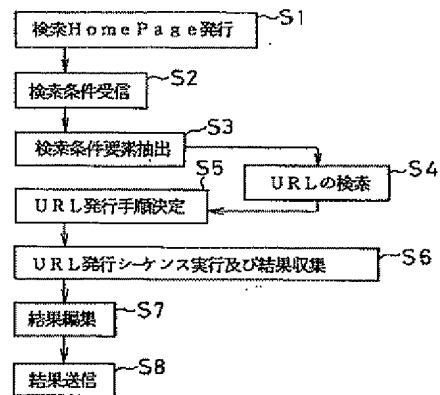 検索HomePage発行
S1
検索条件受信
S2
検索条件要素抽出
S3
URLの検索
S4
URL発行手順決定
S5
URL発行シーケンス実行及び結果収集
S6
結果編集
S7
結果送信
S8